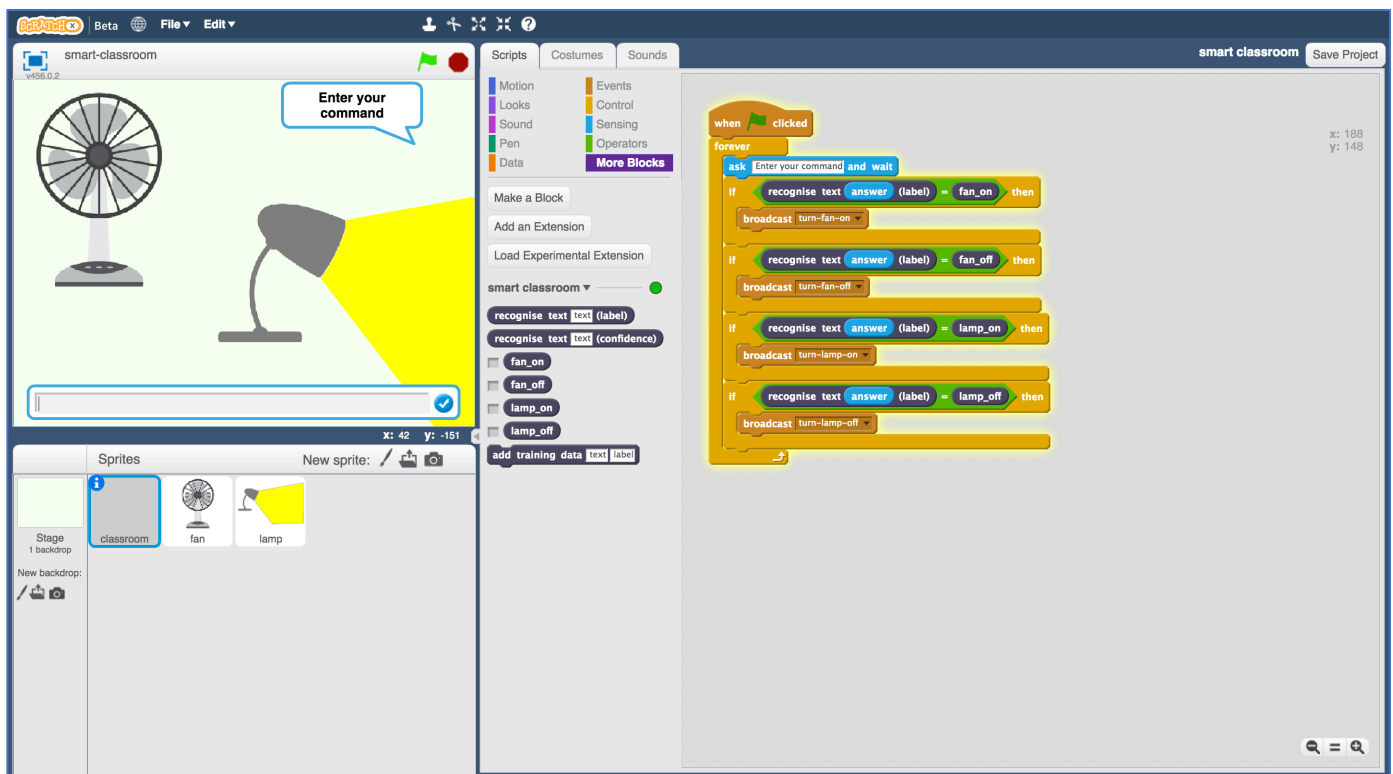 SCRATCHX Beta File Edit
smart-classroom
v456.0.2
Enter your
command
X: 42 y: -151
Sprites New sprite:
Stage
1 backdrop
New backdrop:
classroom
fan
lamp
Scripts Costumes Sounds
Motion Events
Looks Control
Sound Sensing
Pen Operators
Data More Blocks
Make a Block
Add an Extension
Load Experimental Extension
smart classroom
recognise text text (label)
recognise text text (confidence)
fan_on
fan_off
lamp_on
lamp_off
add training data text label
smart classroom Save Project
x: 188
y: 148
when clicked
forever
ask Enter your command and wait
if recognise text answer (label) = fan_on then
broadcast turn-fan-on
if recognise text answer (label) = fan_off then
broadcast turn-fan-off
if recognise text answer (label) = lamp_on then
broadcast turn-lamp-on
if recognise text answer (label) = lamp_off then
broadcast turn-lamp-off